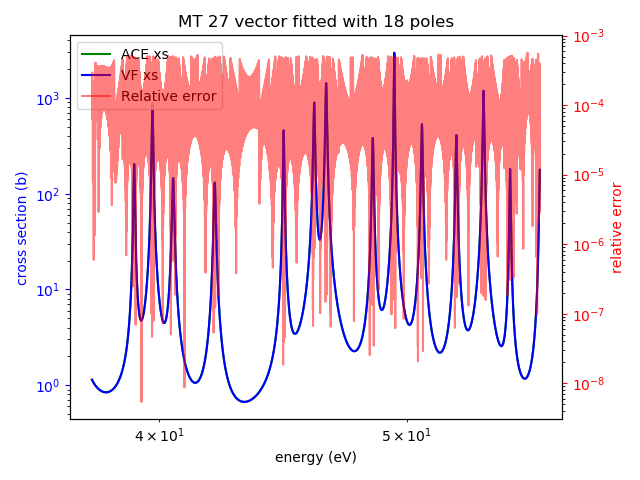 MT 27 vector fitted with 18 poles
ACE xs
VF xs
Relative error
10³
10²
10¹
10⁰
cross section (b)
10⁻³
10⁻⁴
10⁻⁵
10⁻⁶
10⁻⁷
10⁻⁸
relative error
4 × 10¹
5 × 10¹
energy (eV)